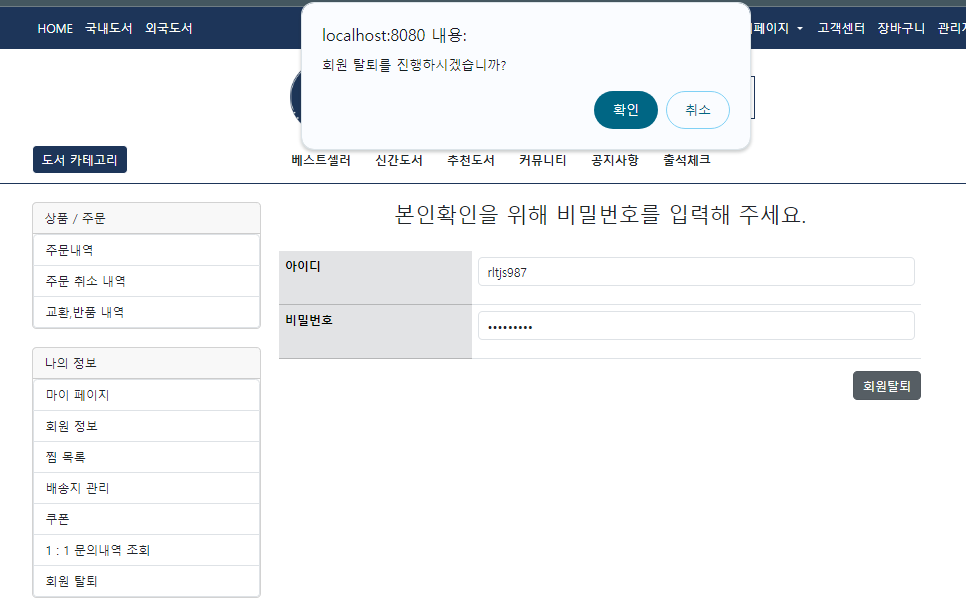 HOME 국내도서 외국도서
페이지 고객센터 장바구니
localhost:8080 내용:
회원 탈퇴를 진행하시겠습니까?
확인 취소
도서 카테고리
베스트셀러 신간도서 추천도서 커뮤니티 공지사항 출석체크
상품 / 주문
주문내역
주문 취소 내역
교환,반품 내역
나의 정보
마이 페이지
회원 정보
찜 목록
배송지 관리
쿠폰
1 : 1 문의내역 조회
회원 탈퇴
본인확인을 위해 비밀번호를 입력해 주세요.
아이디 rltjs987
비밀번호 •••••••••
회원탈퇴